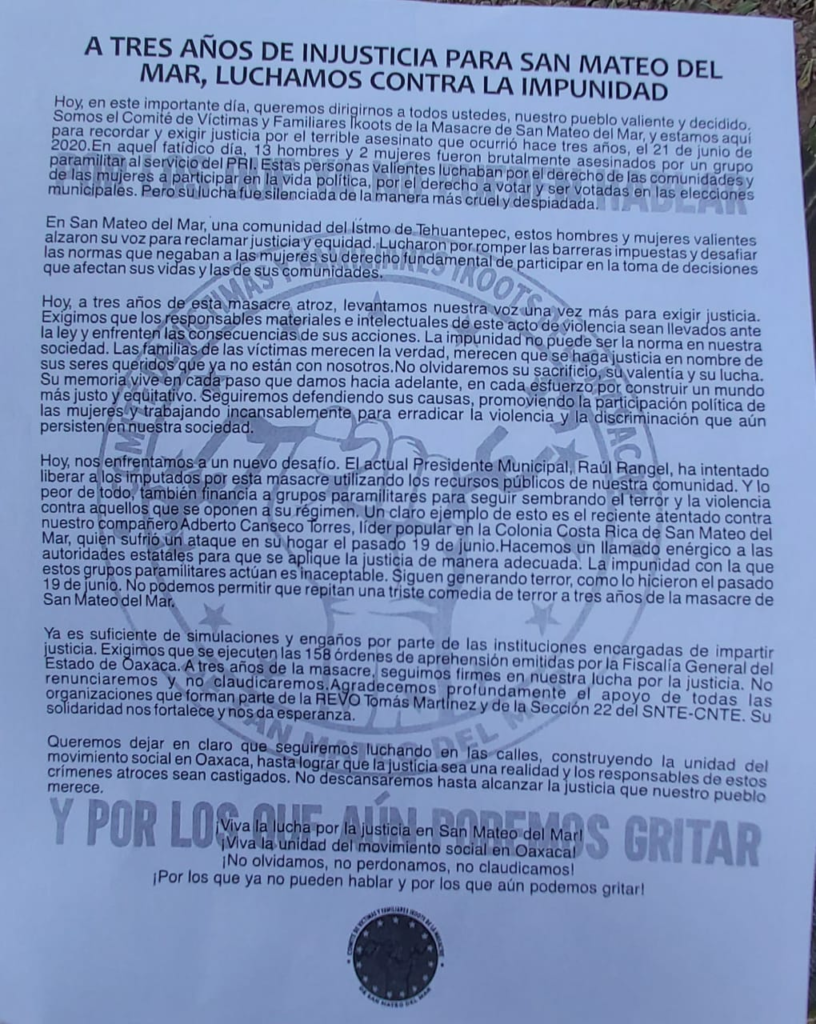 A TRES AÑOS DE INJUSTICIA PARA SAN MATEO DEL
MAR, LUCHAMOS CONTRA LA IMPUNIDAD
Hoy, en este importante día, queremos dirigirnos a todos ustedes, nuestro pueblo valiente y decidido.
Somos el Comité de Víctimas y Familiares Ikoots de la Masacre de San Mateo del Mar, y estamos aquí
para recordar y exigir justicia por el terrible asesinato que ocurrió hace tres años, el 21 de junio de
2020.En aquel fatídico día, 13 hombres y 2 mujeres fueron brutalmente asesinados por un grupo
paramilitar al servicio del PRI. Estas personas valientes luchaban por el derecho de las comunidades y
de las mujeres a participar en la vida política, por el derecho a votar y ser votadas en las elecciones
municipales. Pero su lucha fue silenciada de la manera más cruel y despiadada.
En San Mateo del Mar, una comunidad del Istmo de Tehuantepec, estos hombres y mujeres valientes
alzaron su voz para reclamar justicia y equidad. Lucharon por romper las barreras impuestas y desafiar
las normas que negaban a las mujeres su derecho fundamental de participar en la toma de decisiones
que afectan sus vidas y las de sus comunidades.
Hoy, a tres años de esta masacre atroz, levantamos nuestra voz una vez más para exigir justicia.
Exigimos que los responsables materiales e intelectuales de este acto de violencia sean llevados ante
la ley y enfrenten las consecuencias de sus acciones. La impunidad no puede ser la norma en nuestra
sociedad. Las familias de las víctimas merecen la verdad, merecen que se haga justicia en nombre de
sus seres queridos que ya no están con nosotros.No olvidaremos su sacrificio, su valentía y su lucha.
Su memoria vive en cada paso que damos hacia adelante, en cada esfuerzo por construir un mundo
más justo y equitativo. Seguiremos defendiendo sus causas, promoviendo la participación política de
las mujeres y trabajando incansablemente para erradicar la violencia y la discriminación que aún
persisten en nuestra sociedad.
Hoy, nos enfrentamos a un nuevo desafío. El actual Presidente Municipal, Raúl Rangel, ha intentado
liberar a los imputados por esta masacre utilizando los recursos públicos de nuestra comunidad. Y lo
peor de todo, también financia a grupos paramilitares para seguir sembrando el terror y la violencia
contra aquellos que se oponen a su régimen. Un claro ejemplo de esto es el reciente atentado contra
nuestro compañero Adberto Canseco Torres, líder popular en la Colonia Costa Rica de San Mateo del
Mar, quien sufrió un ataque en su hogar el pasado 19 de junio.Hacemos un llamado enérgico a las
autoridades estatales para que se aplique la justicia de manera adecuada. La impunidad con la que
estos grupos paramilitares actúan es inaceptable. Siguen generando terror, como lo hicieron el pasado
19 de junio. No podemos permitir que repitan una triste comedia de terror a tres años de la masacre de
San Mateo del Mar.
Ya es suficiente de simulaciones y engaños por parte de las instituciones encargadas de impartir
justicia. Exigimos que se ejecuten las 158 órdenes de aprehensión emitidas por la Fiscalía General del
Estado de Oaxaca. A tres años de la masacre, seguimos firmes en nuestra lucha por la justicia. No
renunciaremos y no claudicaremos.Agradecemos profundamente el apoyo de todas las
organizaciones que forman parte de la REVO Tomás Martínez y de la Sección 22 del SNTE-CNTE. Su
solidaridad nos fortalece y nos da esperanza.
Queremos dejar en claro que seguiremos luchando en las calles, construyendo la unidad del
movimiento social en Oaxaca, hasta lograr que la justicia sea una realidad y los responsables de estos
crímenes atroces sean castigados. No descansaremos hasta alcanzar la justicia que nuestro pueblo
merece.
Y POR LOS QUE AÚN PODEMOS GRITAR
¡Viva la lucha por la justicia en San Mateo del Mar!
¡Viva la unidad del movimiento social en Oaxaca!
¡No olvidamos, no perdonamos, no claudicamos!
¡Por los que ya no pueden hablar y por los que aún podemos gritar!
COMITÉ DE VÍCTIMAS Y FAMILIARES IKOOTS DE LA MASACRE
DE SAN MATEO DEL MAR